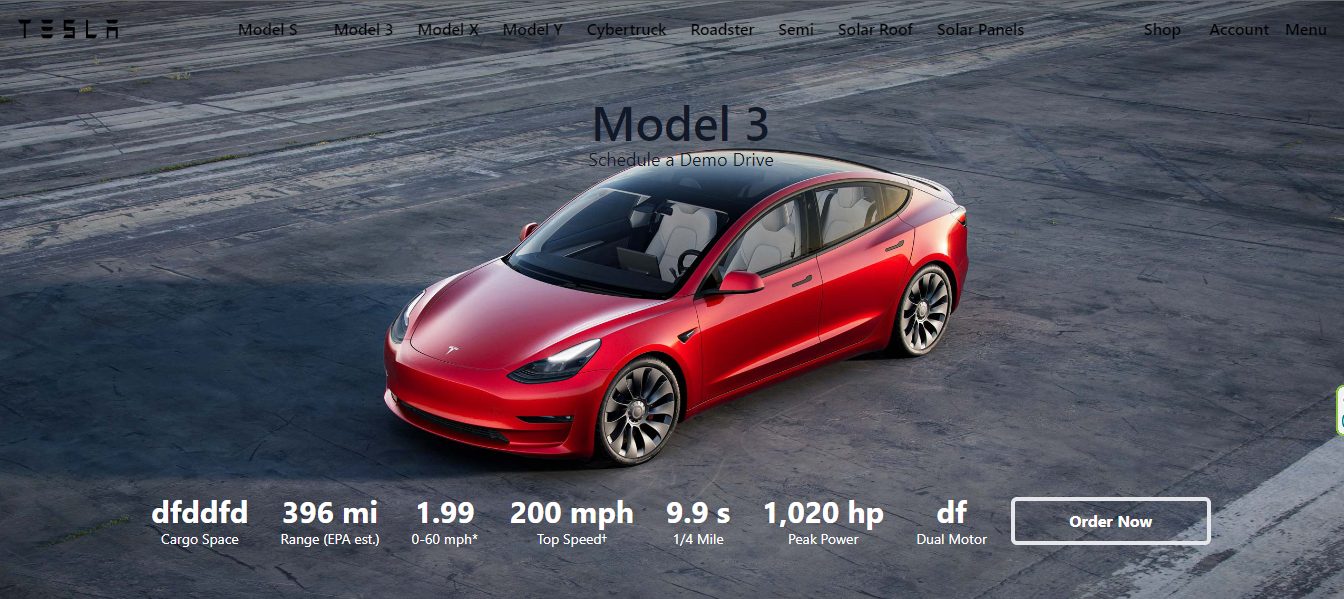 TESLA Model S Model 3 Model X Model Y Cybertruck Roadster Semi Solar Roof Solar Panels Shop Account Menu
Model 3
Schedule a Demo Drive
dfddfd 396 mi 1.99 200 mph 9.9 s 1,020 hp df
Cargo Space Range (EPA est.) 0-60 mph* Top Speed† 1/4 Mile Peak Power Dual Motor
Order Now